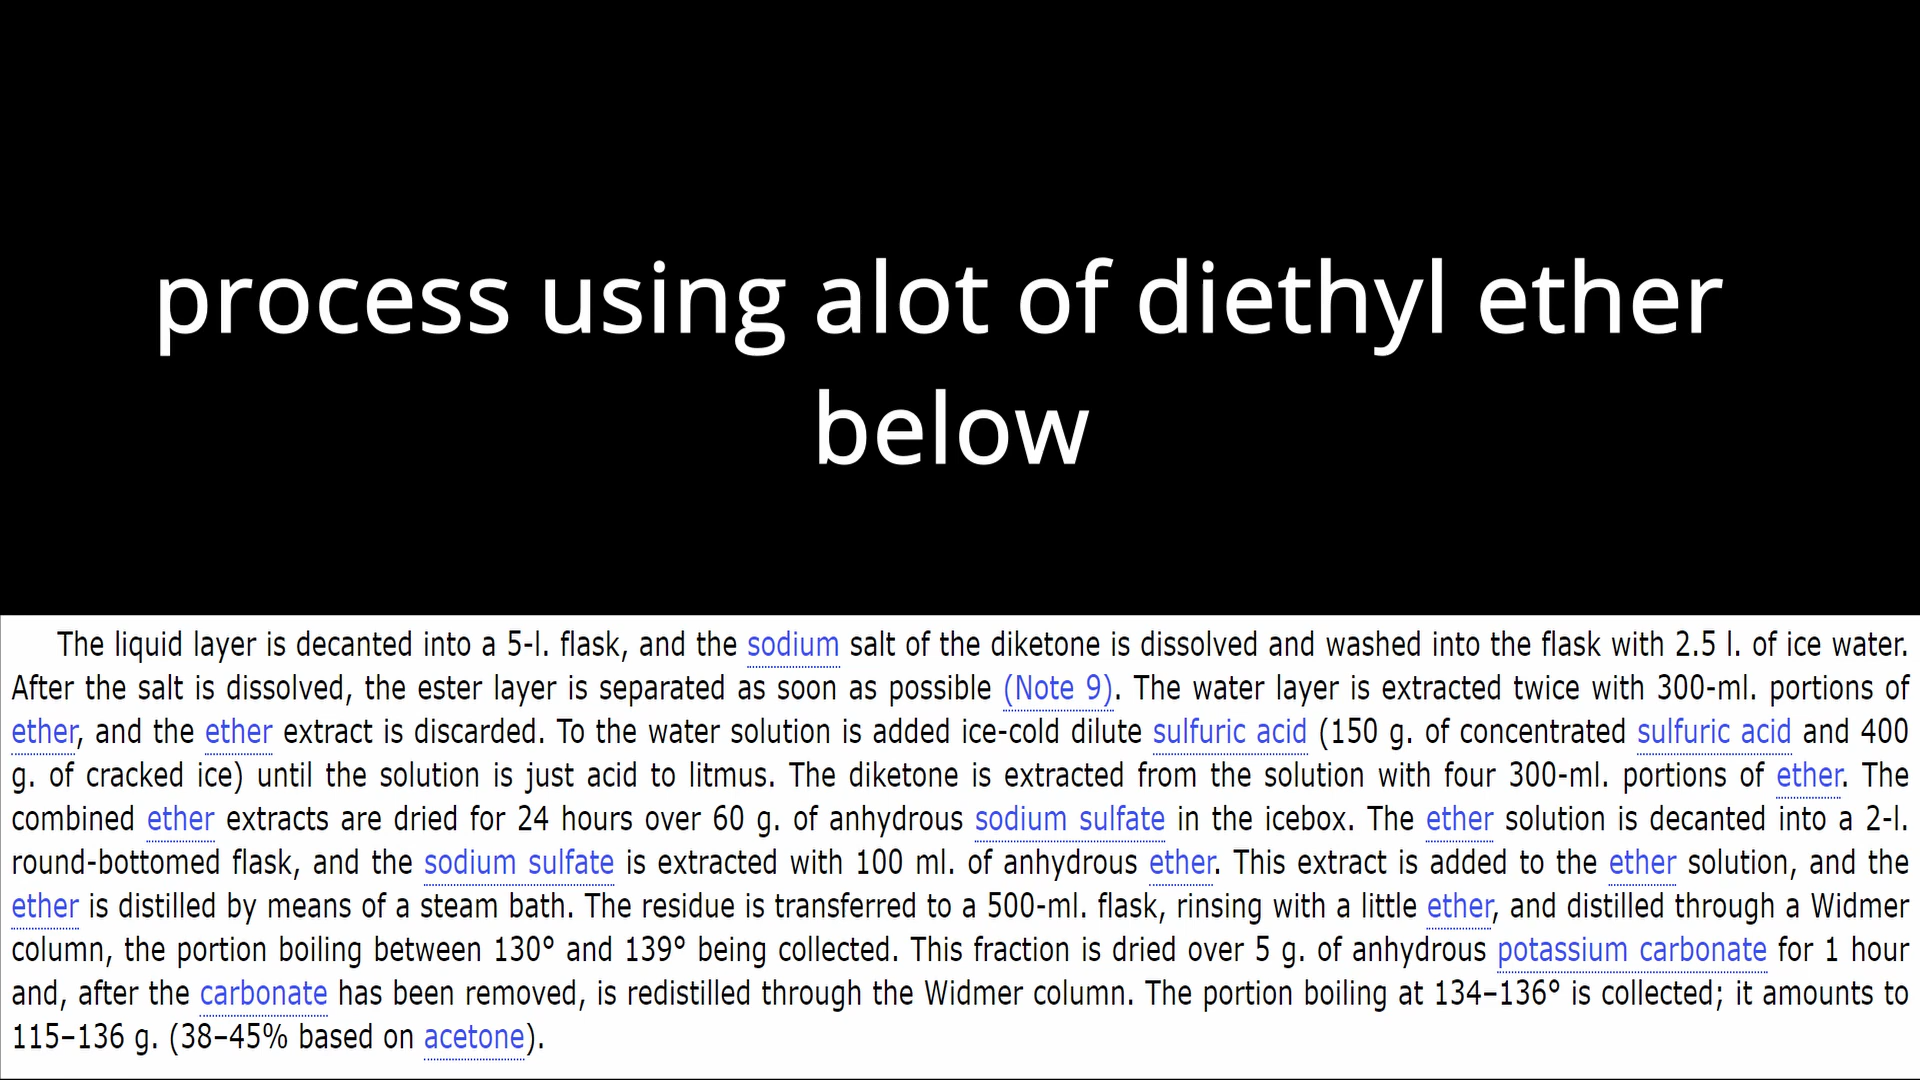 process using alot of diethyl ether
below
The liquid layer is decanted into a 5-l. flask, and the sodium salt of the diketone is dissolved and washed into the flask with 2.5 l. of ice water.
After the salt is dissolved, the ester layer is separated as soon as possible (Note 9). The water layer is extracted twice with 300-ml. portions of
ether, and the ether extract is discarded. To the water solution is added ice-cold dilute sulfuric acid (150 g. of concentrated sulfuric acid and 400
g. of cracked ice) until the solution is just acid to litmus. The diketone is extracted from the solution with four 300-ml. portions of ether. The
combined ether extracts are dried for 24 hours over 60 g. of anhydrous sodium sulfate in the icebox. The ether solution is decanted into a 2-l.
round-bottomed flask, and the sodium sulfate is extracted with 100 ml. of anhydrous ether. This extract is added to the ether solution, and the
ether is distilled by means of a steam bath. The residue is transferred to a 500-ml. flask, rinsing with a little ether, and distilled through a Widmer
column, the portion boiling between 130° and 139° being collected. This fraction is dried over 5 g. of anhydrous potassium carbonate for 1 hour
and, after the carbonate has been removed, is redistilled through the Widmer column. The portion boiling at 134–136° is collected; it amounts to
115–136 g. (38–45% based on acetone).